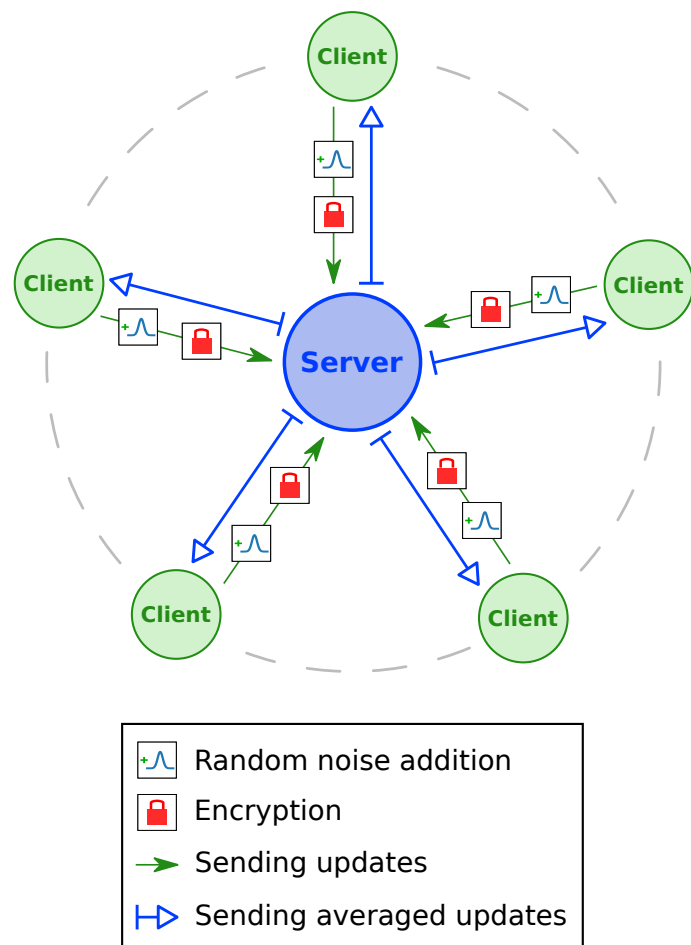 Client
Client
Client
Server
Client
Client
Random noise addition
Encryption
Sending updates
Sending averaged updates